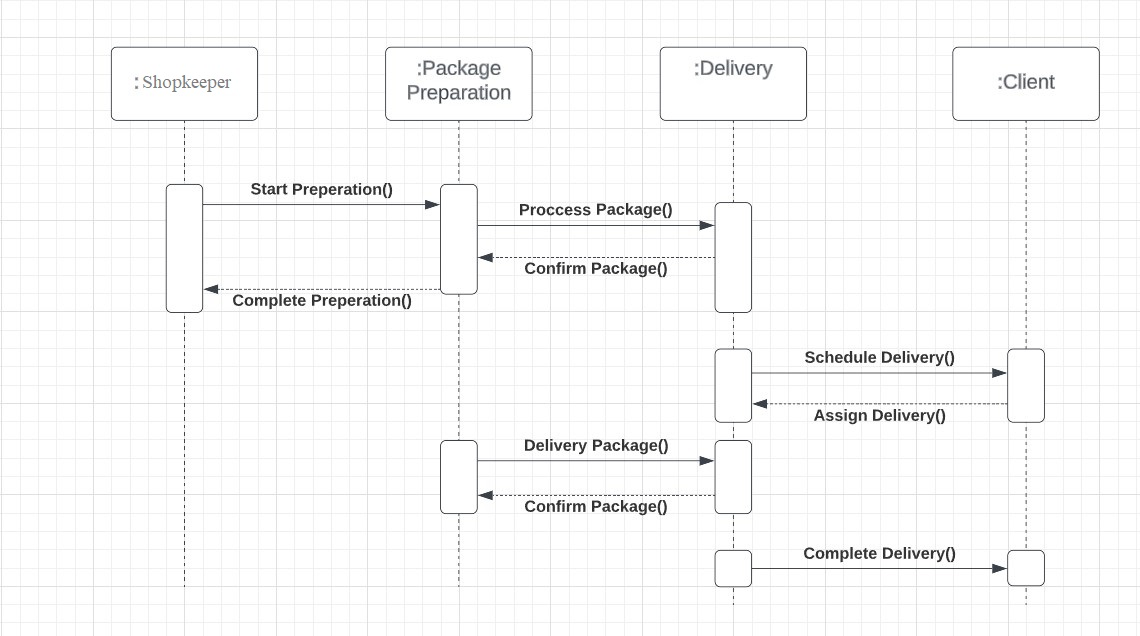 :Shopkeeper
:Package
Preparation
:Delivery
:Client
Start Preperation()
Proccess Package()
Confirm Package()
Complete Preperation()
Schedule Delivery()
Assign Delivery()
Delivery Package()
Confirm Package()
Complete Delivery()